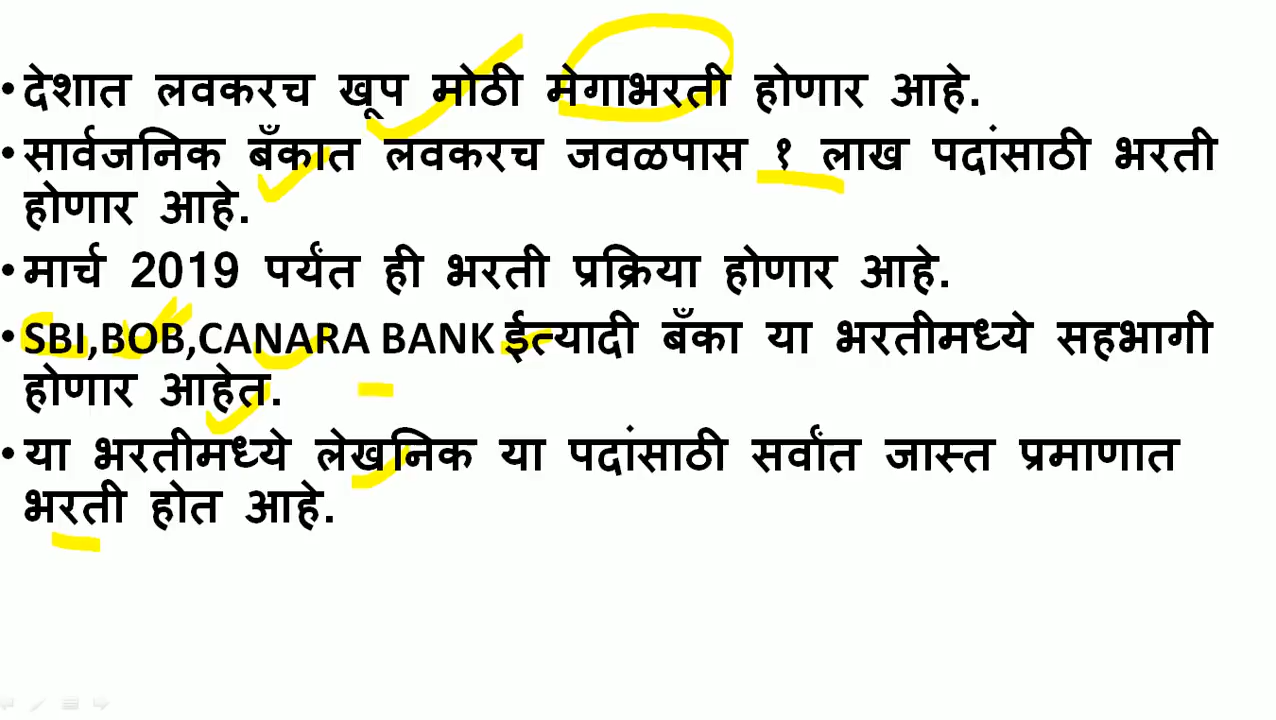 •देशात लवकरच खूप मोठी मेगाभरती होणार आहे.
•सार्वजनिक बँकात लवकरच जवळपास १ लाख पदांसाठी भरती
होणार आहे.
•मार्च 2019 पर्यंत ही भरती प्रक्रिया होणार आहे.
•SBI,BOB,CANARA BANK ईत्यादी बँका या भरतीमध्ये सहभागी
होणार आहेत.
•या भरतीमध्ये लेखनिक या पदांसाठी सर्वांत जास्त प्रमाणात
भरती होत आहे.